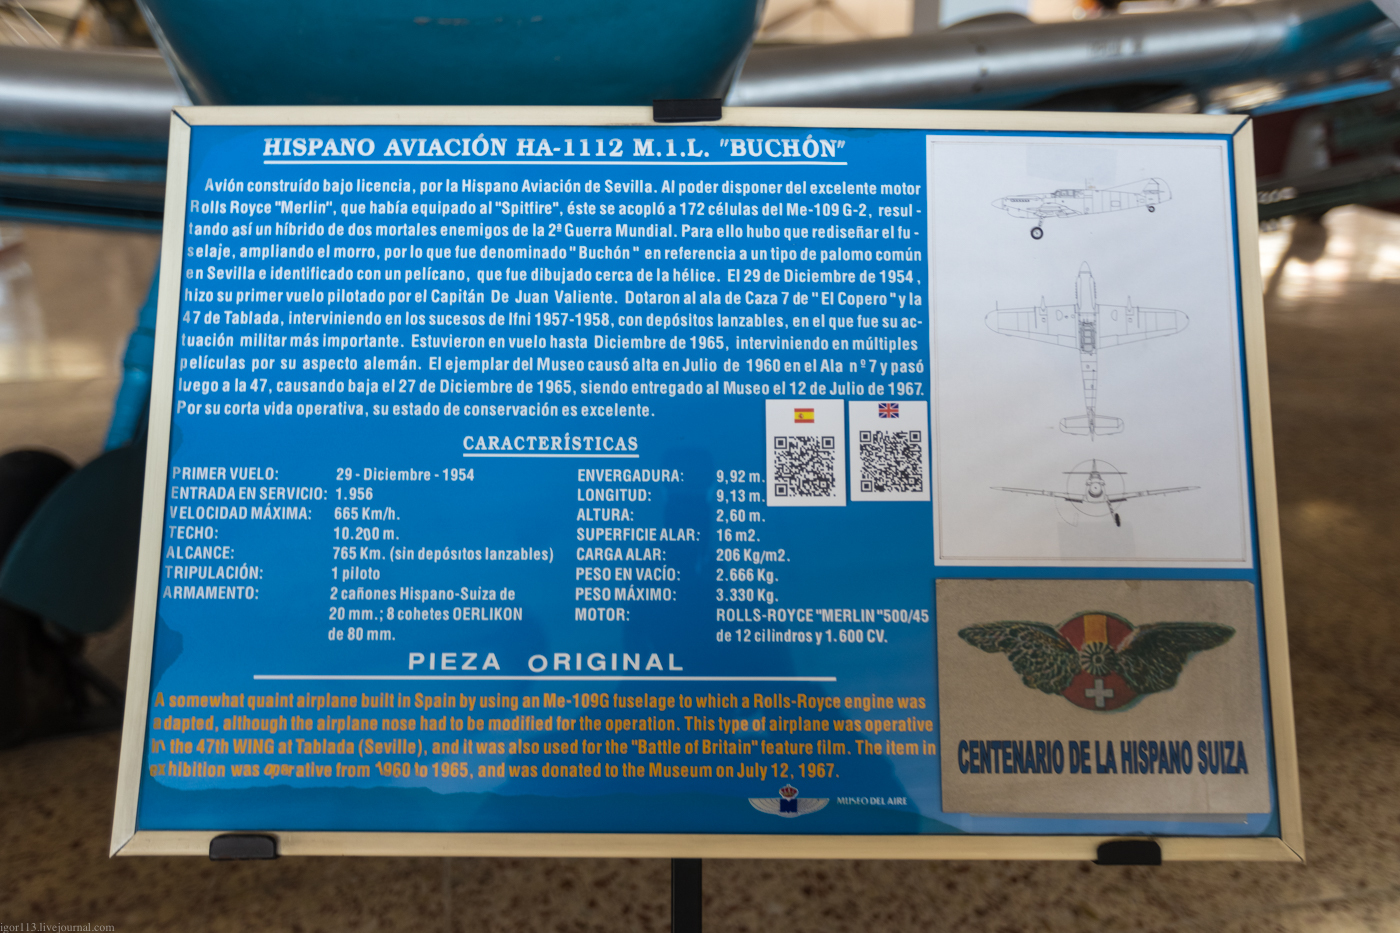 HISPANO AVIACIÓN HA-1112 M.1.L. "BUCHÓN"
Avión construído bajo licencia, por la Hispano Aviación de Sevilla. Al poder disponer del excelente motor
Rolls Royce "Merlin", que había equipado al "Spitfire", éste se acopló a 172 células del Me-109 G-2, resul-
tando así un híbrido de dos mortales enemigos de la 2ª Guerra Mundial. Para ello hubo que rediseñar el fu-
selaje, ampliando el morro, por lo que fue denominado "Buchón" en referencia a un tipo de palomo común
en Sevilla e identificado con un pelícano, que fue dibujado cerca de la hélice. El 29 de Diciembre de 1954,
hizo su primer vuelo pilotado por el Capitán De Juan Valiente. Dotaron al ala de Caza 7 de "El Copero" y la
47 de Tablada, interviniendo en los sucesos de Ifni 1957-1958, con depósitos lanzables, en el que fue su ac-
tuación militar más importante. Estuvieron en vuelo hasta Diciembre de 1965, interviniendo en múltiples
películas por su aspecto alemán. El ejemplar del Museo causó alta en Julio de 1960 en el Ala nº 7 y pasó
luego a la 47, causando baja el 27 de Diciembre de 1965, siendo entregado al Museo el 12 de Julio de 1967.
Por su corta vida operativa, su estado de conservación es excelente.
CARACTERÍSTICAS
PRIMER VUELO: 29 - Diciembre - 1954
ENTRADA EN SERVICIO: 1.956
VELOCIDAD MÁXIMA: 665 Km/h.
TECHO: 10.200 m.
ALCANCE: 765 Km. (sin depósitos lanzables)
TRIPULACIÓN: 1 piloto
ARMAMENTO: 2 cañones Hispano-Suiza de
20 mm.; 8 cohetes OERLIKON
de 80 mm.
ENVERGADURA: 9,92 m.
LONGITUD: 9,13 m.
ALTURA: 2,60 m.
SUPERFICIE ALAR: 16 m2.
CARGA ALAR: 206 Kg/m2.
PESO EN VACÍO: 2.666 Kg.
PESO MÁXIMO: 3.330 Kg.
MOTOR: ROLLS-ROYCE "MERLIN" 500/45
de 12 cilindros y 1.600 CV.
PIEZA ORIGINAL
A somewhat quaint airplane built in Spain by using an Me-109G fuselage to which a Rolls-Royce engine was
adapted, although the airplane nose had to be modified for the operation. This type of airplane was operative
in the 47th WING at Tablada (Seville), and it was also used for the "Battle of Britain" feature film. The item in
exhibition was operative from 1960 to 1965, and was donated to the Museum on July 12, 1967.
MUSEO DEL AIRE
CENTENARIO DE LA HISPANO SUIZA
igor113.livejournal.com